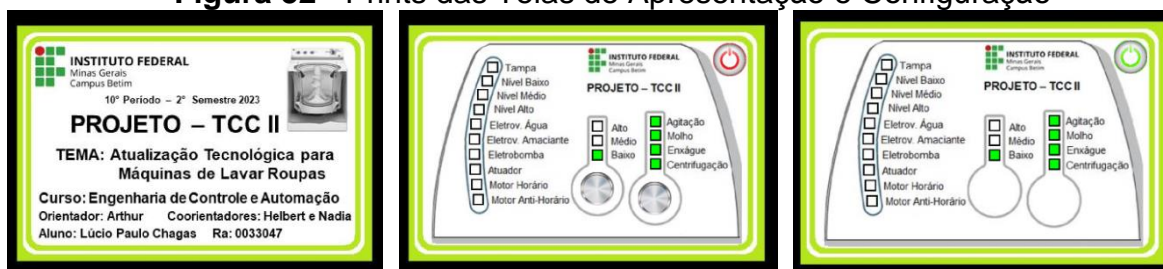 Figura 32 - Prints das Telas de Apresentação e Configuração
INSTITUTO FEDERAL
Minas Gerais
Campus Betim
10° Período – 2° Semestre 2023
PROJETO – TCC II
TEMA: Atualização Tecnológica para
Máquinas de Lavar Roupas
Curso: Engenharia de Controle e Automação
Orientador: Arthur Coorientadores: Helbert e Nadia
Aluno: Lúcio Paulo Chagas Ra: 0033047
INSTITUTO FEDERAL
Minas Gerais
Campus Betim
PROJETO – TCC II
Tampa
Nível Baixo
Nível Médio
Nível Alto
Eletrov. Água
Eletrov. Amaciante
Eletrobomba
Atuador
Motor Horário
Motor Anti-Horário
Alto
Médio
Baixo
Agitação
Molho
Enxágue
Centrifugação
INSTITUTO FEDERAL
Minas Gerais
Campus Betim
PROJETO – TCC II
Tampa
Nível Baixo
Nível Médio
Nível Alto
Eletrov. Água
Eletrov. Amaciante
Eletrobomba
Atuador
Motor Horário
Motor Anti-Horário
Alto
Médio
Baixo
Agitação
Molho
Enxágue
Centrifugação